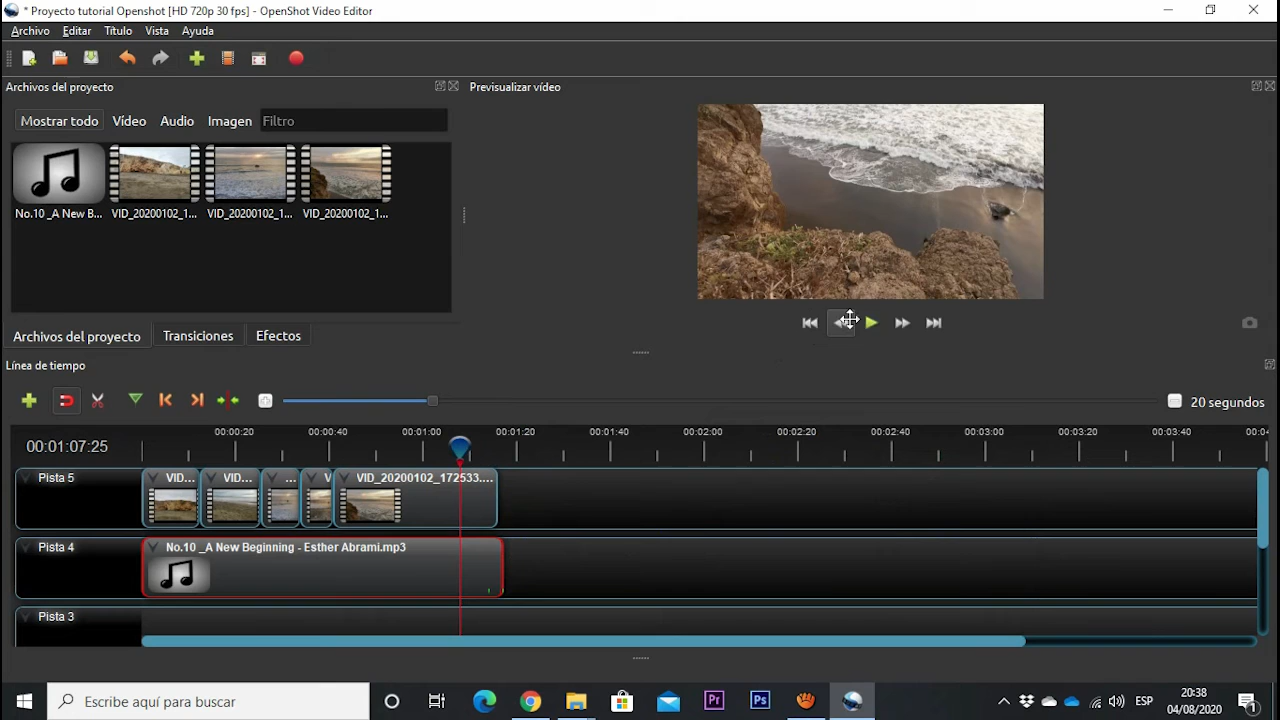 * Proyecto tutorial Openshot [HD 720p 30 fps] - OpenShot Video Editor
Archivo Editar Título Vista Ayuda
Archivos del proyecto
Previsualizar vídeo
Mostrar todo Vídeo Audio Imagen Filtro
No.10 _A New B... VID_20200102_1... VID_20200102_1... VID_20200102_1...
Archivos del proyecto Transiciones Efectos
Línea de tiempo
20 segundos
00:01:07:25
00:00:20 00:00:40 00:01:00 00:01:20 00:01:40 00:02:00 00:02:20 00:02:40 00:03:00 00:03:20 00:03:40 00:04
Pista 5
VID... VID... ... V VID_20200102_172533....
Pista 4
No.10 _A New Beginning - Esther Abrami.mp3
Pista 3
Escribe aquí para buscar
Pr Ps
ESP
20:38
04/08/2020
1